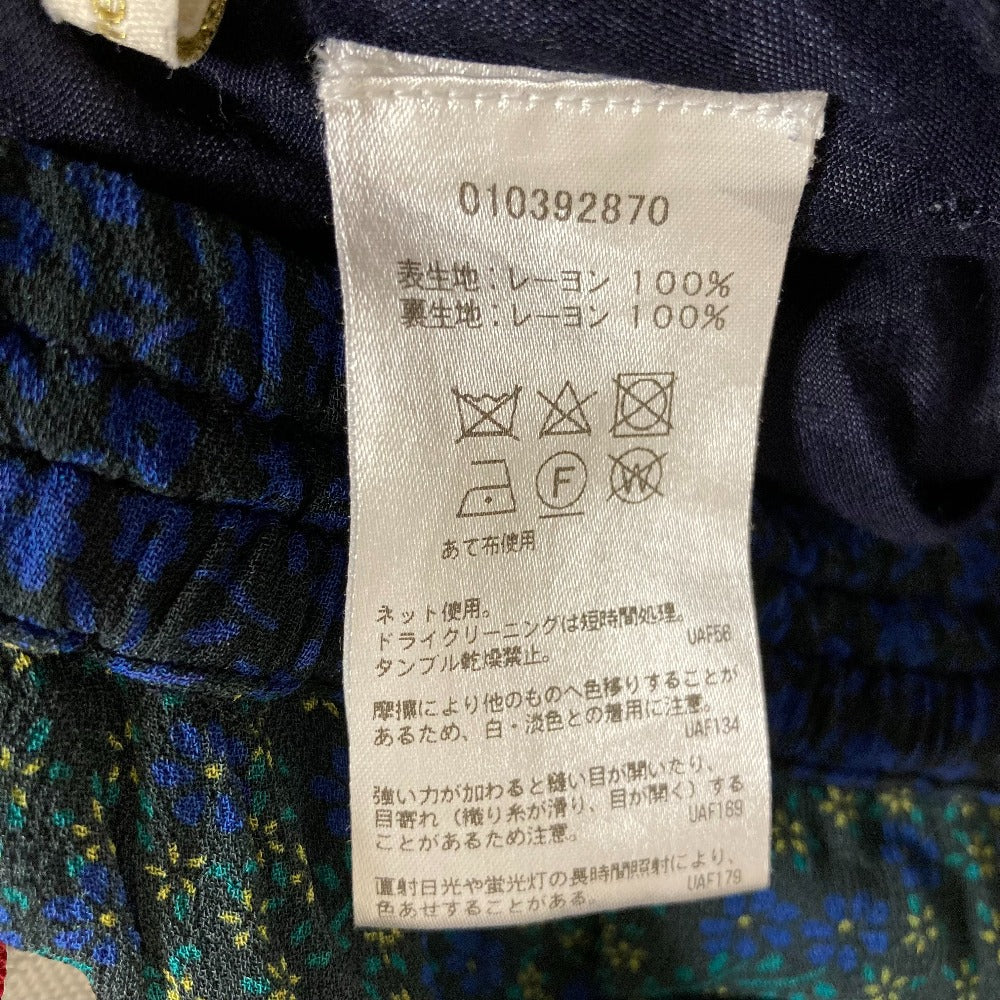 010392870
表生地：レーヨン 100%
裏生地：レーヨン 100%
F
W
あて布使用
ネット使用。
ドライクリーニングは短時間処理。
タンブル乾燥禁止。 UAF56
摩擦により他のものへ色移りすることが
あるため、白・淡色との着用に注意。
UAF134
強い力が加わると縫い目が開いたり、
目寄れ（織り糸が滑り、目が開く）する
ことがあるため注意。 UAF169
直射日光や蛍光灯の長時間照射により、
色あせすることがある。 UAF179